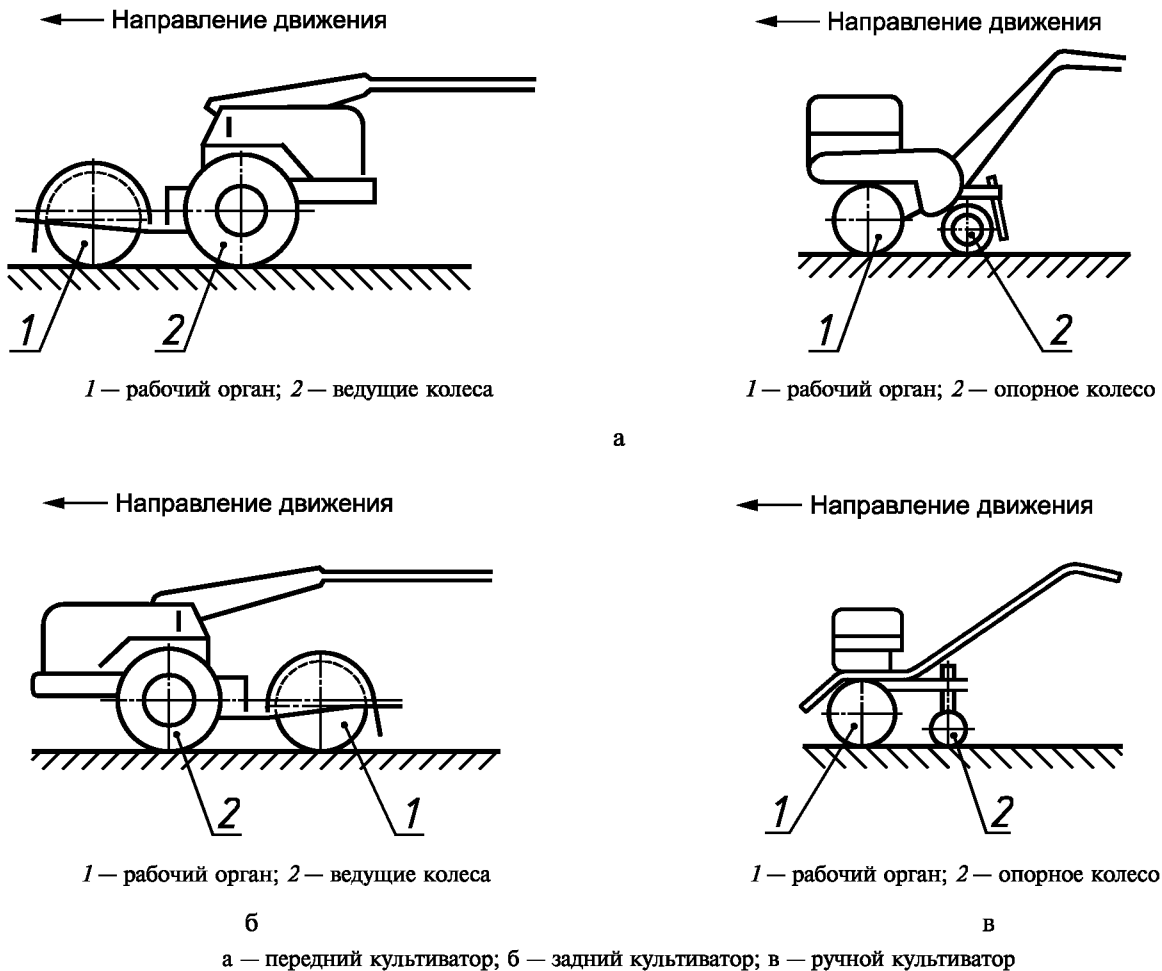 Направление движения
Направление движения
1 2
1 2
1 — рабочий орган; 2 — ведущие колеса
1 — рабочий орган; 2 — опорное колесо
а
Направление движения
Направление движения
2 1
1 2
1 — рабочий орган; 2 — ведущие колеса
1 — рабочий орган; 2 — опорное колесо
б
в
а — передний культиватор; б — задний культиватор; в — ручной культиватор